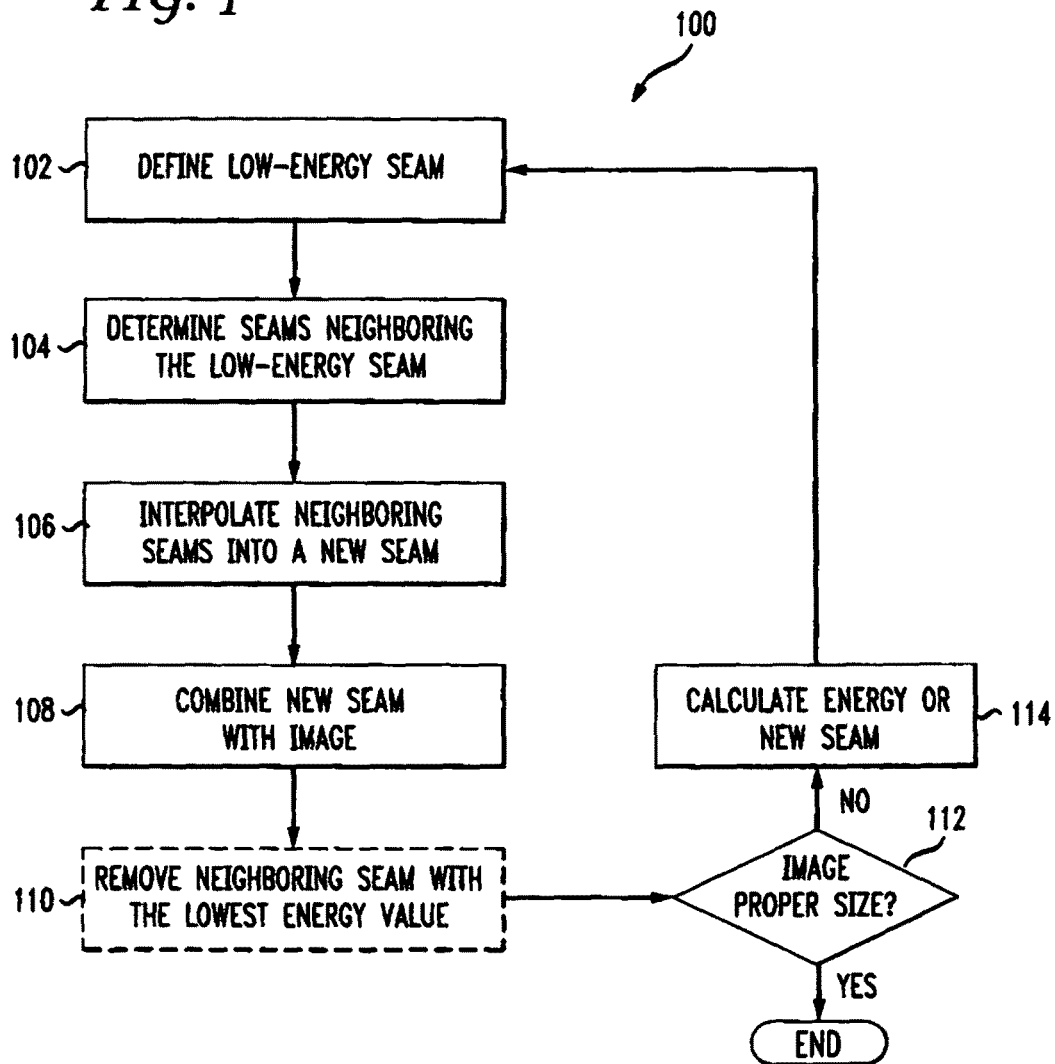 Fig. 1
100
102
DEFINE LOW-ENERGY SEAM
104
DETERMINE SEAMS NEIGHBORING
THE LOW-ENERGY SEAM
106
INTERPOLATE NEIGHBORING
SEAMS INTO A NEW SEAM
108
COMBINE NEW SEAM
WITH IMAGE
CALCULATE ENERGY OR
NEW SEAM
114
NO
112
110
REMOVE NEIGHBORING SEAM WITH
THE LOWEST ENERGY VALUE
IMAGE
PROPER SIZE?
YES
END